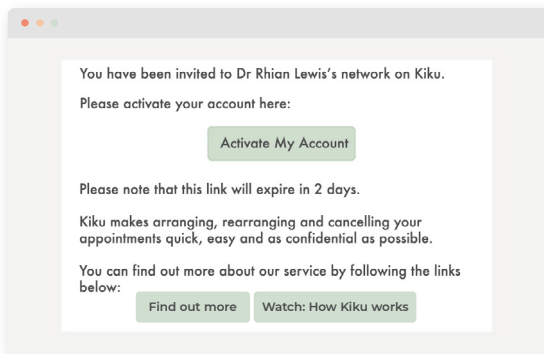 You have been invited to Dr Rhian Lewis's network on Kiku.
Please activate your account here:
Activate My Account
Please note that this link will expire in 2 days.
Kiku makes arranging, rearranging and cancelling your
appointments quick, easy and as confidential as possible.
You can find out more about our service by following the links
below:
Find out more Watch: How Kiku works